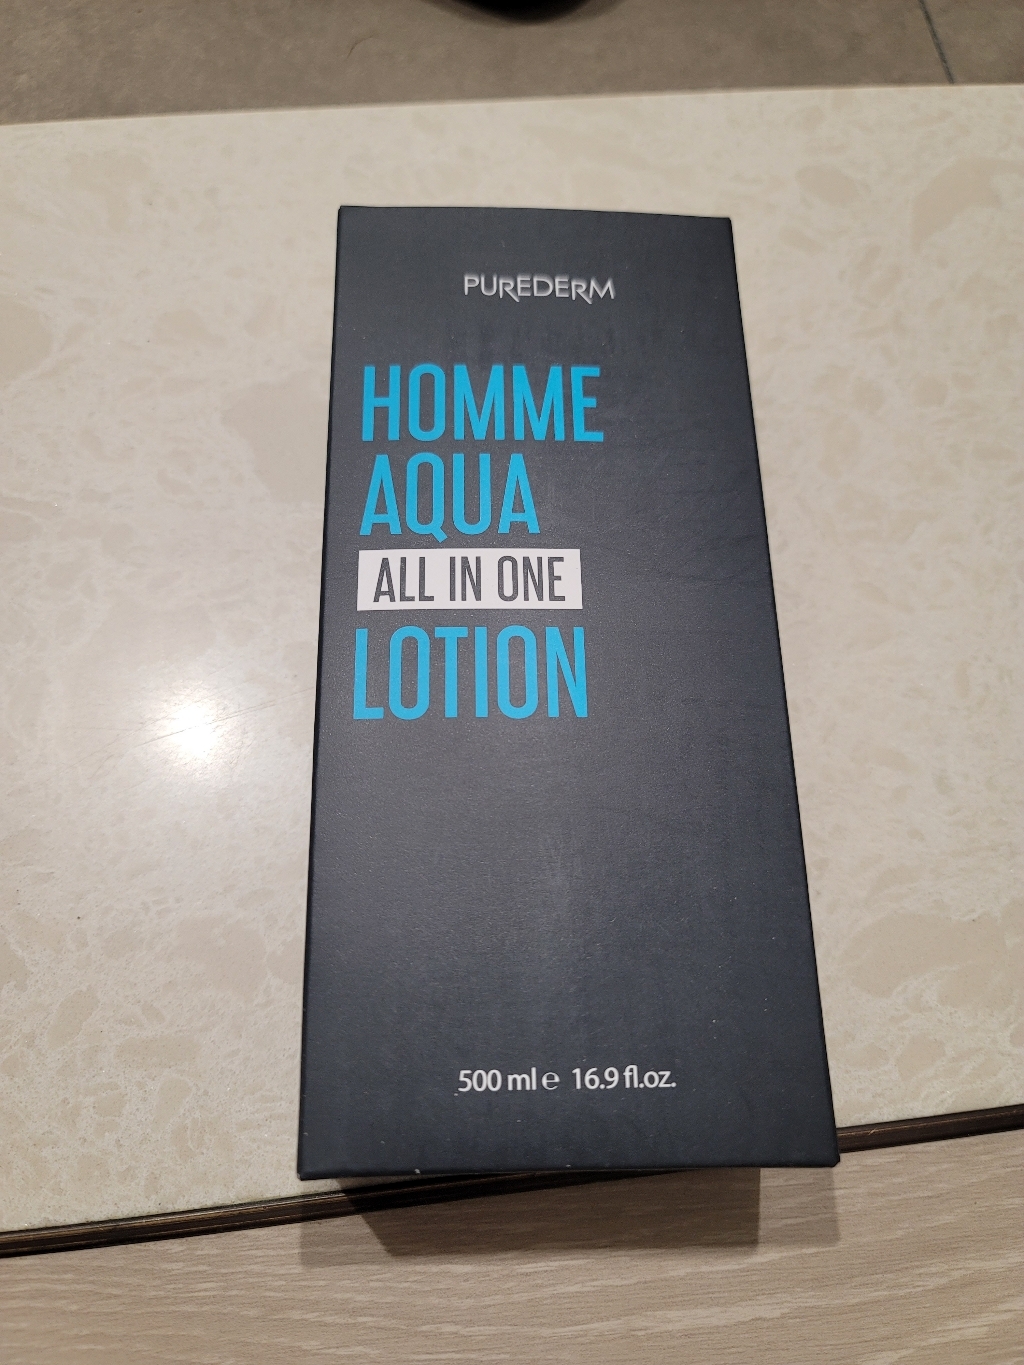 PUREDERM
HOMME
AQUA
ALL IN ONE
LOTION
500 ml ℮ 16.9 fl.oz.